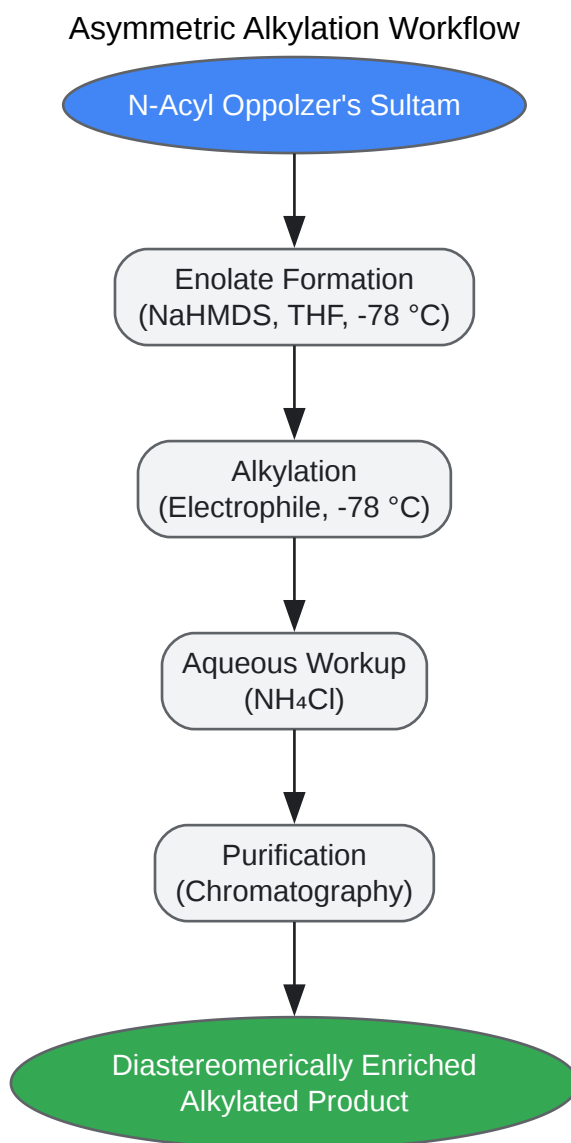 Asymmetric Alkylation Workflow
N-Acyl Oppolzer's Sultam
Enolate Formation
(NaHMDS, THF, -78 °C)
Alkylation
(Electrophile, -78 °C)
Aqueous Workup
(NH₄Cl)
Purification
(Chromatography)
Diastereomerically Enriched
Alkylated Product